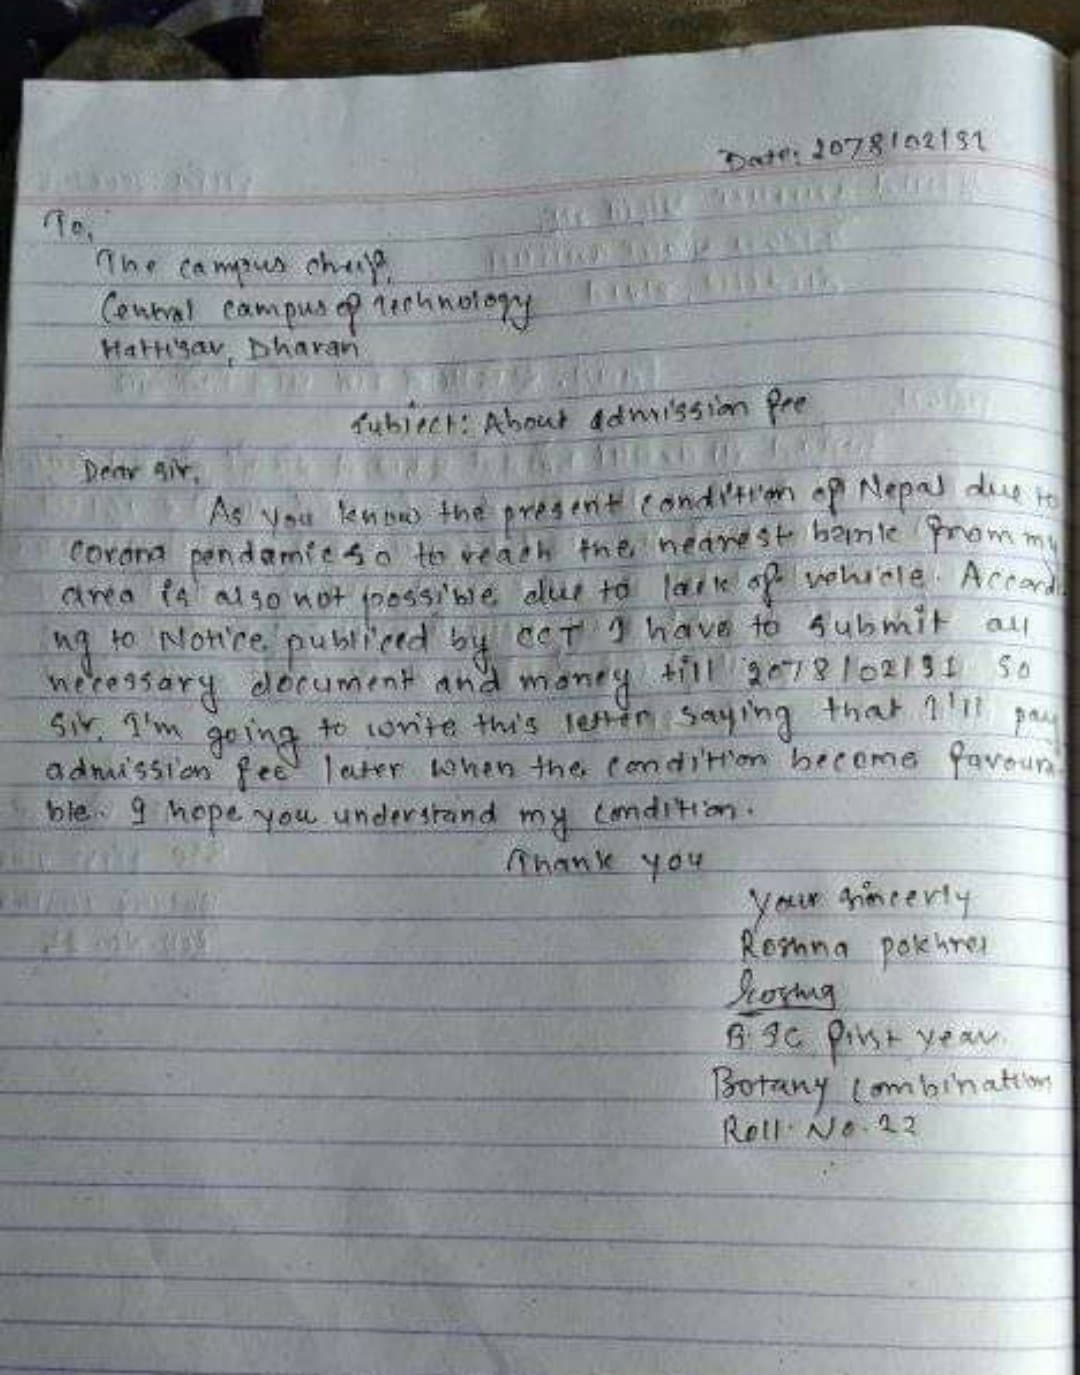 Date: 2078/02/31
To,
The campus cheif,
Central campus of Technology
Hattisar, Dharan
Subject: About admission fee
Dear sir,
As you know the present condition of Nepal due to
corona pendamic so to reach the nearest bank from my
area is also not possible due to lack of vehicle. Accordi
ng to Notice publiced by CCT I have to submit all
necessary document and money till 2078/02/31 so
sir, I'm going to write this letter saying that I'll pay
admission fee later when the condition become favoura
ble. I hope you understand my condition.
Thank you
Your sincerly
Roshna pokhrel
B.SC first year
Botany combination
Roll. No. 22